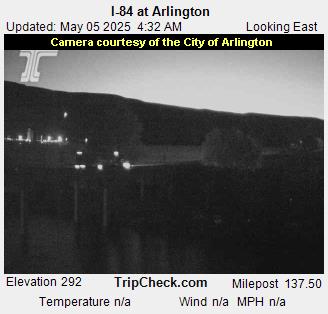 I-84 at Arlington
Updated: May 05 2025 4:32 AM Looking East
Camera courtesy of the City of Arlington
Elevation 292 TripCheck.com Milepost 137.50
Temperature n/a Wind n/a MPH n/a